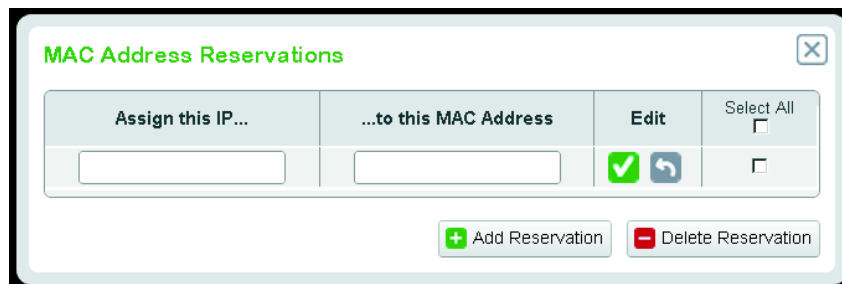 MAC Address Reservations
Assign this IP... ...to this MAC Address Edit Select All
Add Reservation Delete Reservation